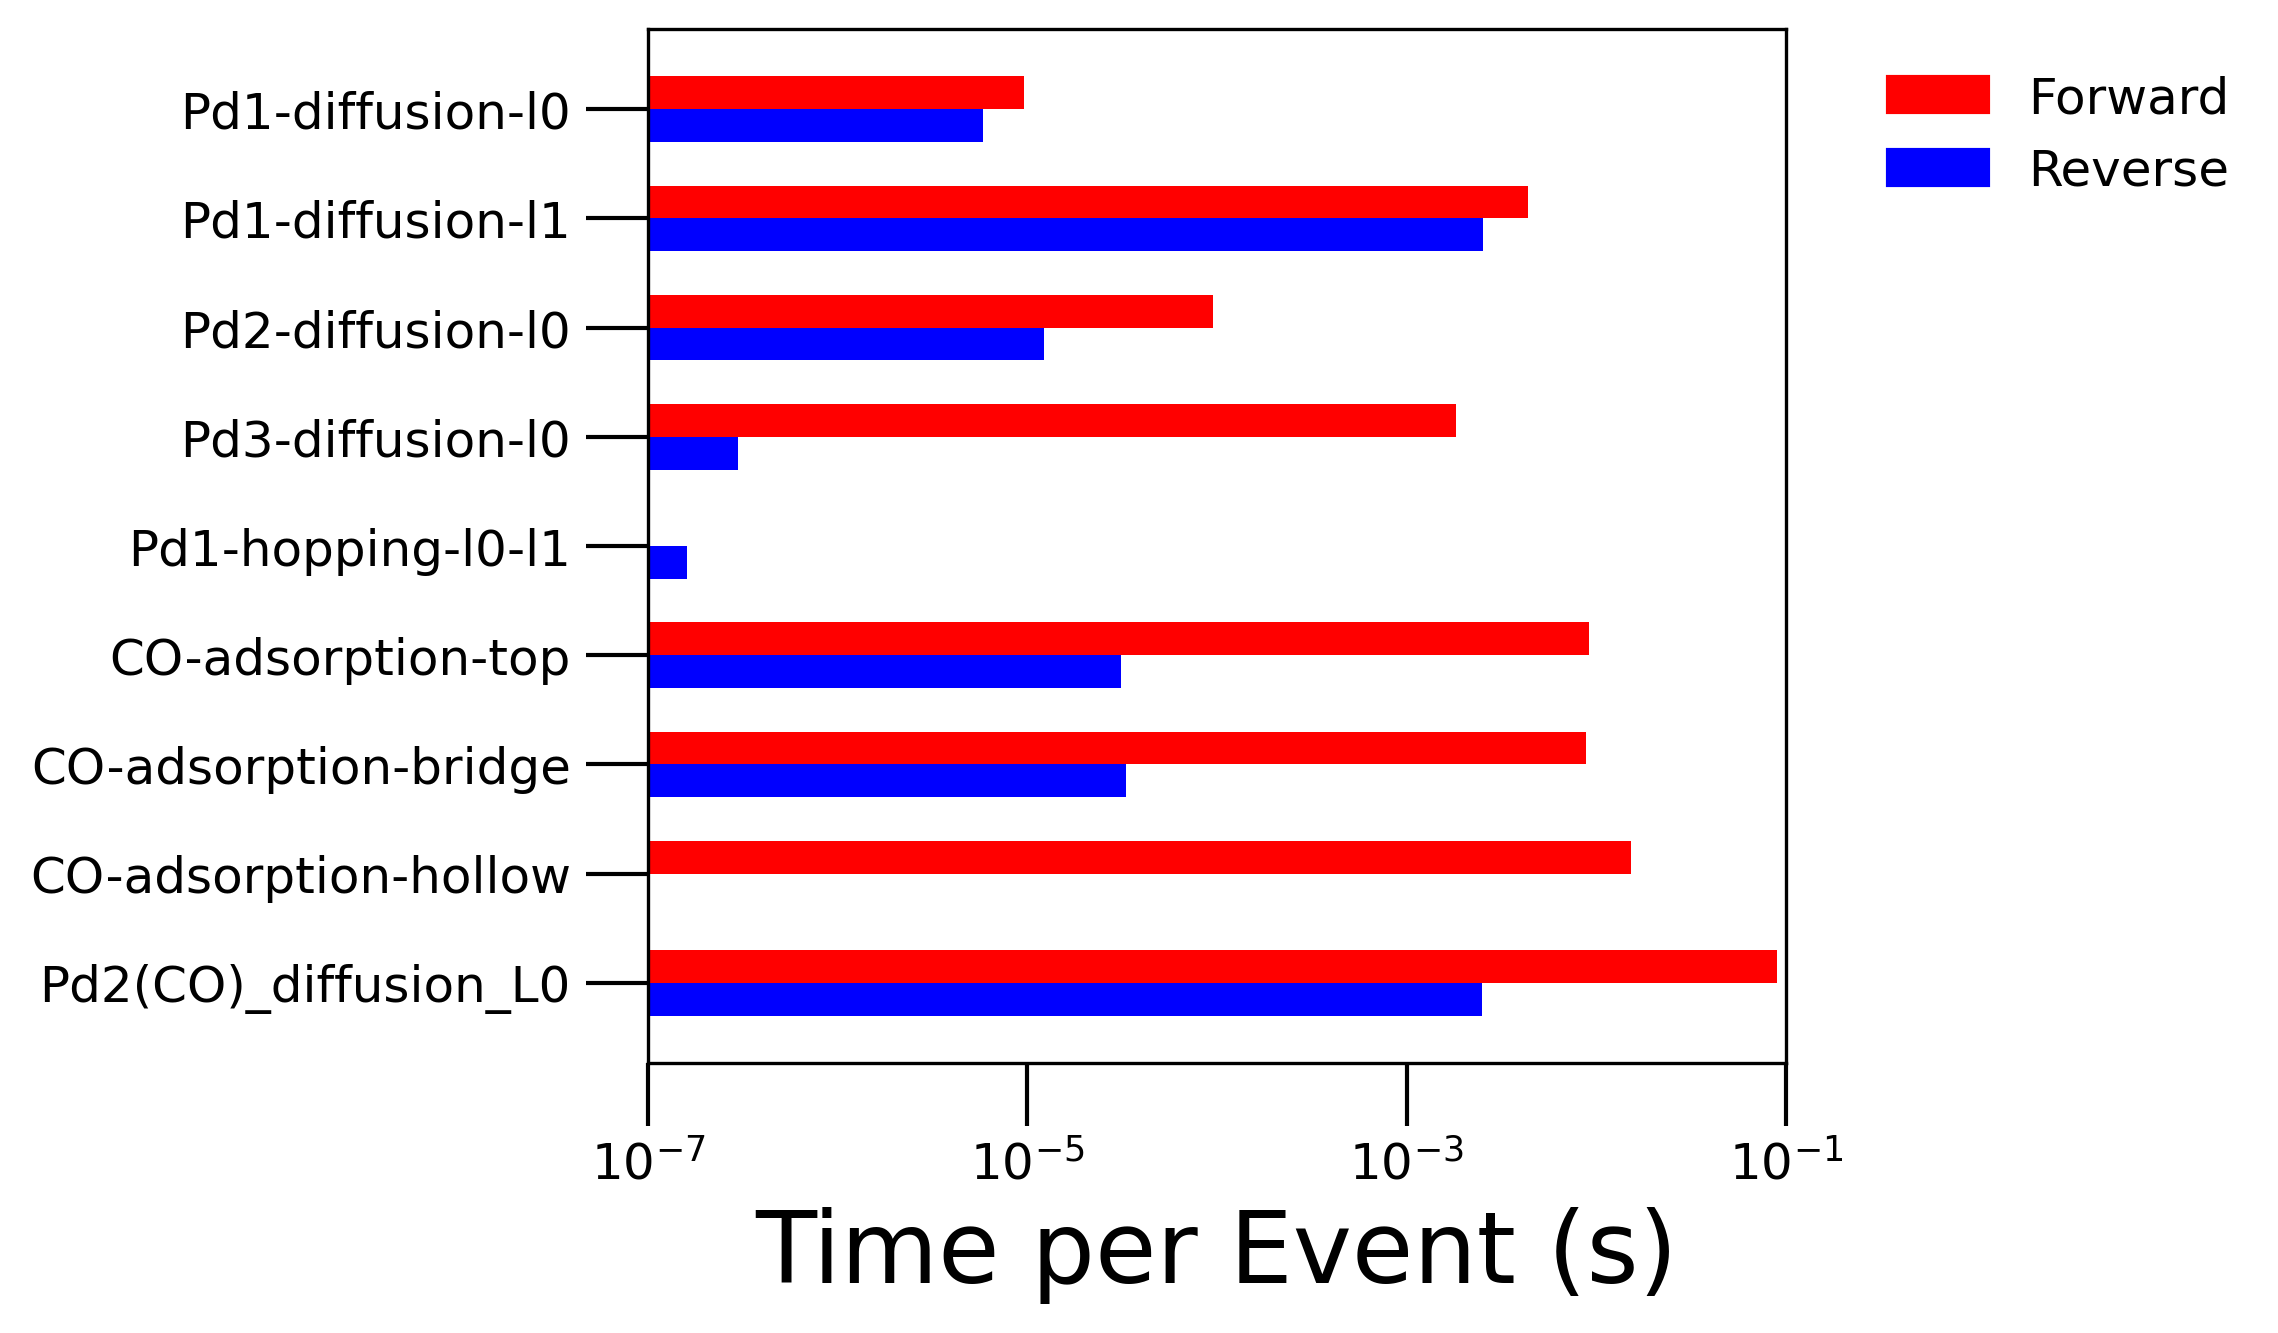 Forward
Reverse
Pd1-diffusion-l0
Pd1-diffusion-l1
Pd2-diffusion-l0
Pd3-diffusion-l0
Pd1-hopping-l0-l1
CO-adsorption-top
CO-adsorption-bridge
CO-adsorption-hollow
Pd2(CO)_diffusion_L0
10⁻⁷ 10⁻⁵ 10⁻³ 10⁻¹
Time per Event (s)